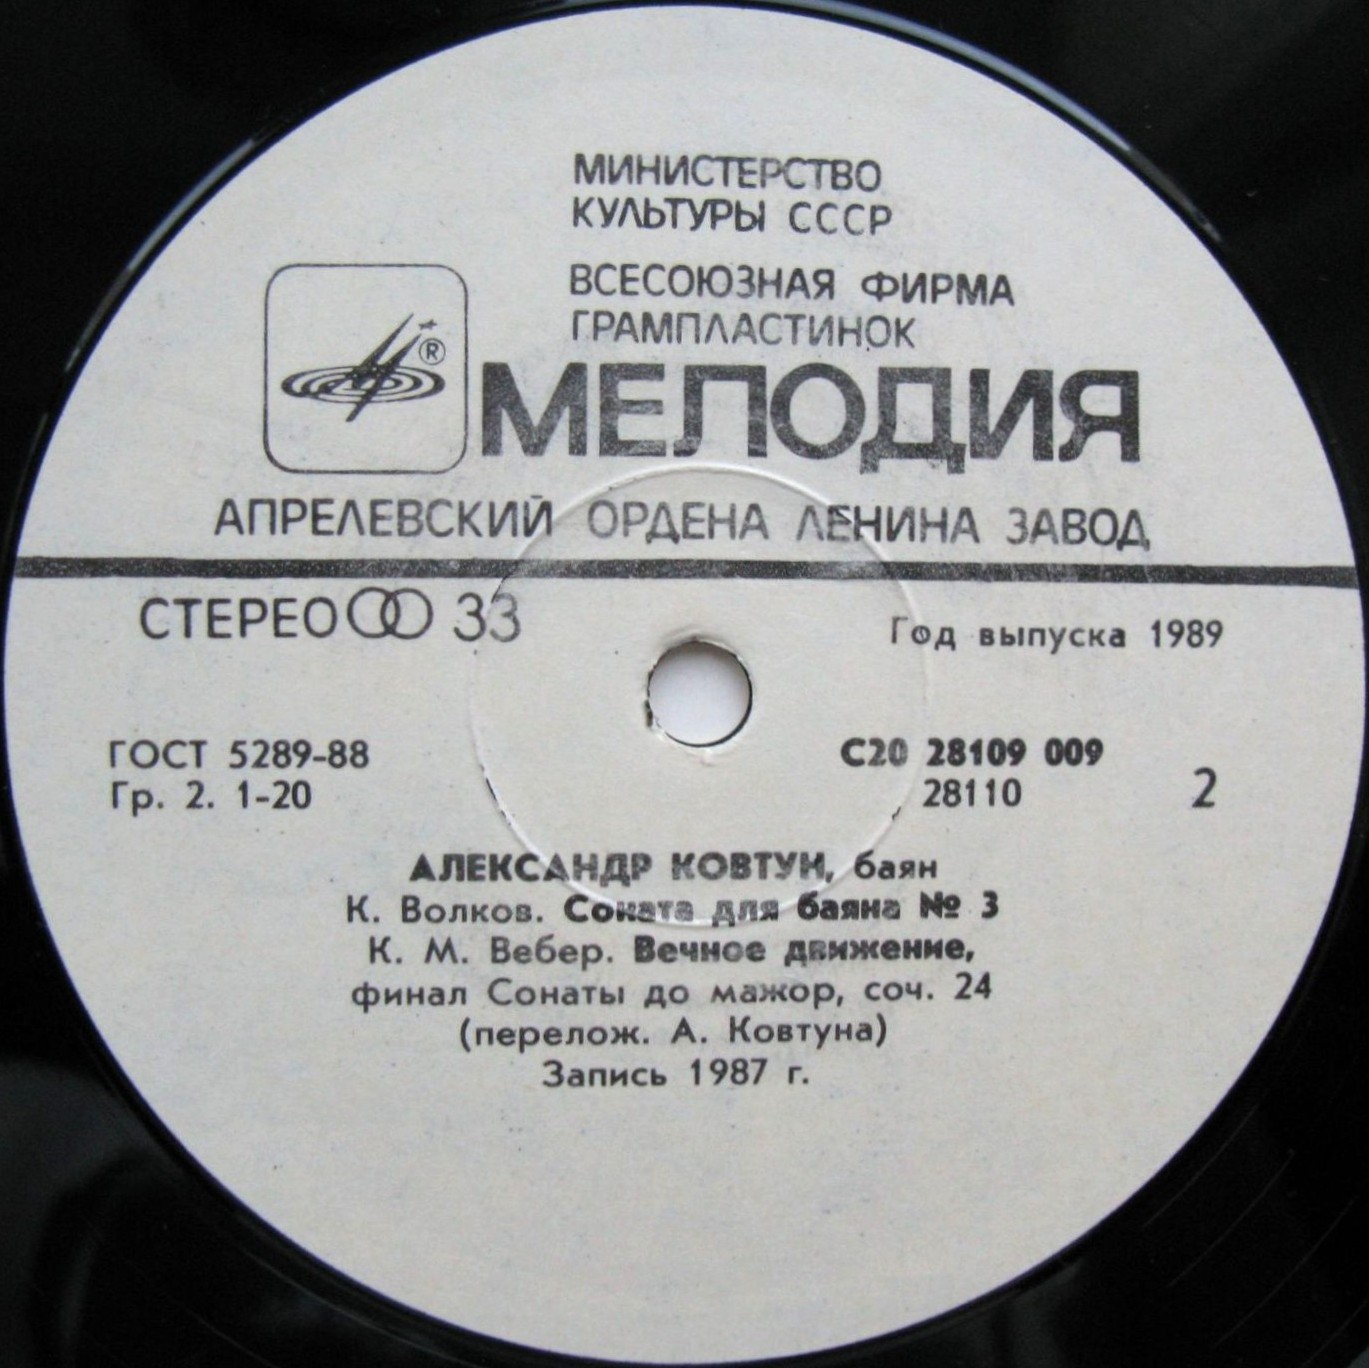 МИНИСТЕРСТВО
КУЛЬТУРЫ СССР
ВСЕСОЮЗНАЯ ФИРМА
ГРАМПЛАСТИНОК
®
МЕЛОДИЯ
АПРЕЛЕВСКИЙ ОРДЕНА ЛЕНИНА ЗАВОД
СТЕРЕО 33
Год выпуска 1989
ГОСТ 5289-88
Гр. 2. 1-20
С20 28109 009
28110
2
АЛЕКСАНДР КОВТУН, баян
К. Волков. Соната для баяна № 3
К. М. Вебер. Вечное движение,
финал Сонаты до мажор, соч. 24
(перелож. А. Ковтуна)
Запись 1987 г.